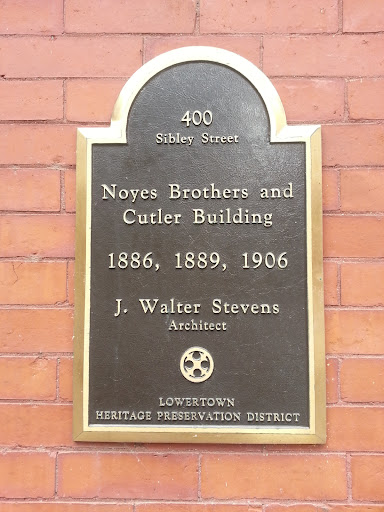 400
Sibley Street
Noyes Brothers and
Cutler Building
1886, 1889, 1906
J. Walter Stevens
Architect
LOWERTOWN
HERITAGE PRESERVATION DISTRICT